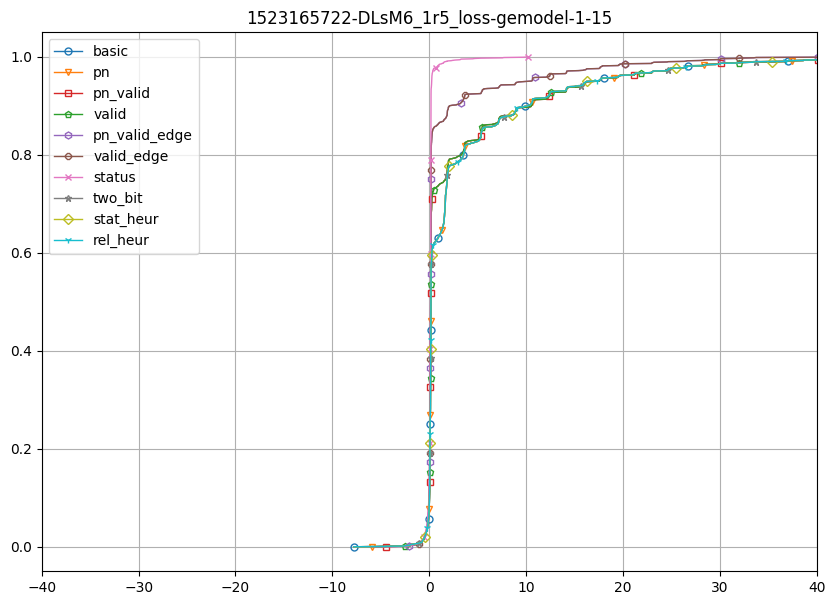 1523165722-DLsM6_1r5_loss-gemodel-1-15
1.0
0.8
0.6
0.4
0.2
0.0
basic
pn
pn_valid
valid
pn_valid_edge
valid_edge
status
two_bit
stat_heur
rel_heur
−40 −30 −20 −10 0 10 20 30 40